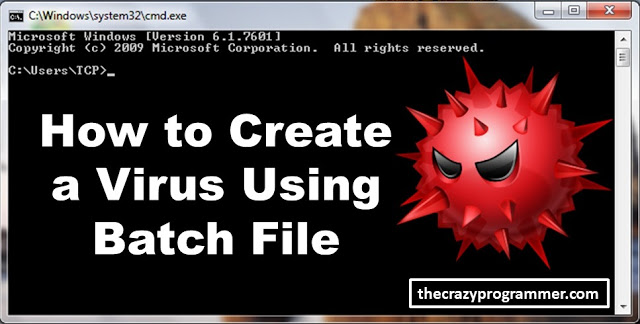 C:\Windows\system32\cmd.exe
Microsoft Windows [Version 6.1.7601]
Copyright (c) 2009 Microsoft Corporation.  All rights reserved.
C:\Users\TCP>_
How to Create
a Virus Using
Batch File
thecrazyprogrammer.com